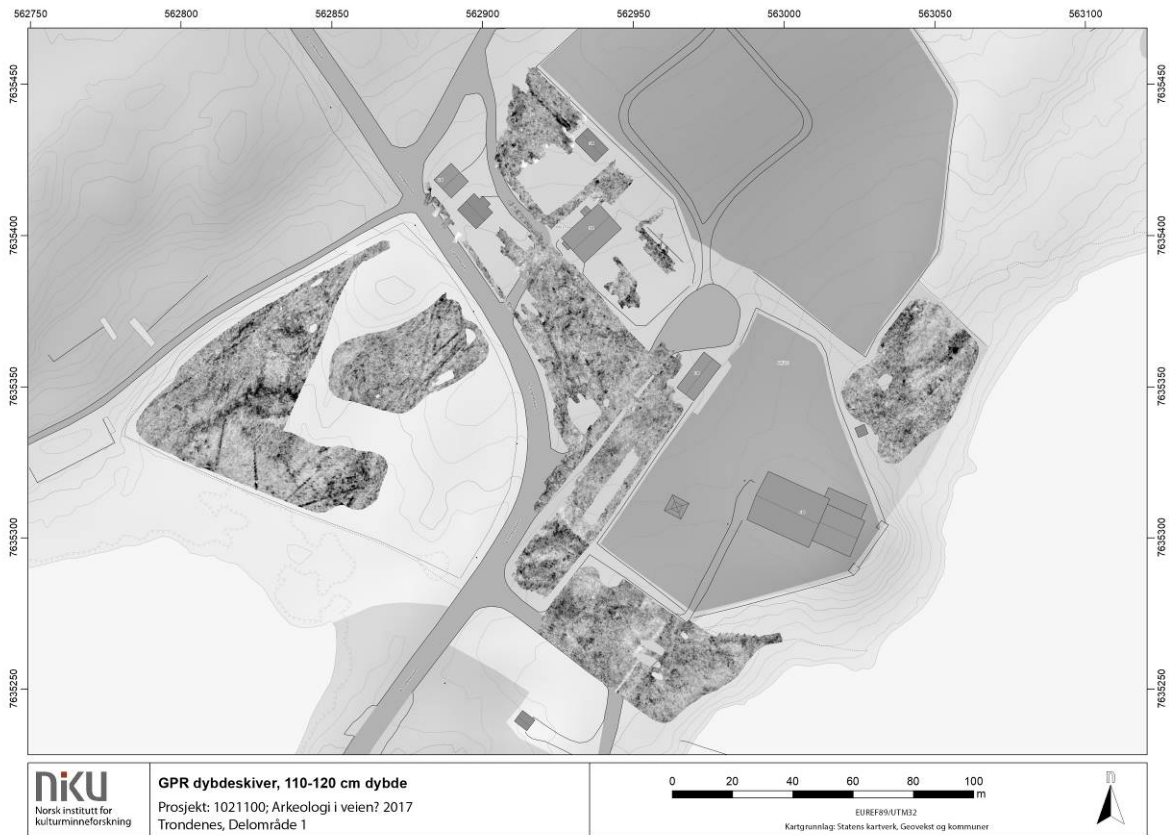 562750 562800 562850 562900 562950 563000 563050 563100
7635450 7635450
7635400 7635400
7635350 7635350
7635300 7635300
7635250 7635250
niku
Norsk institutt for
kulturminneforskning
GPR dybdeskiver, 110-120 cm dybde
Prosjekt: 1021100; Arkeologi i veien? 2017
Trondenes, Delområde 1
0 20 40 60 80 100
m
EUREF89/UTM32
Kartgrunnlag: Statens kartverk, Geovekst og kommuner
n